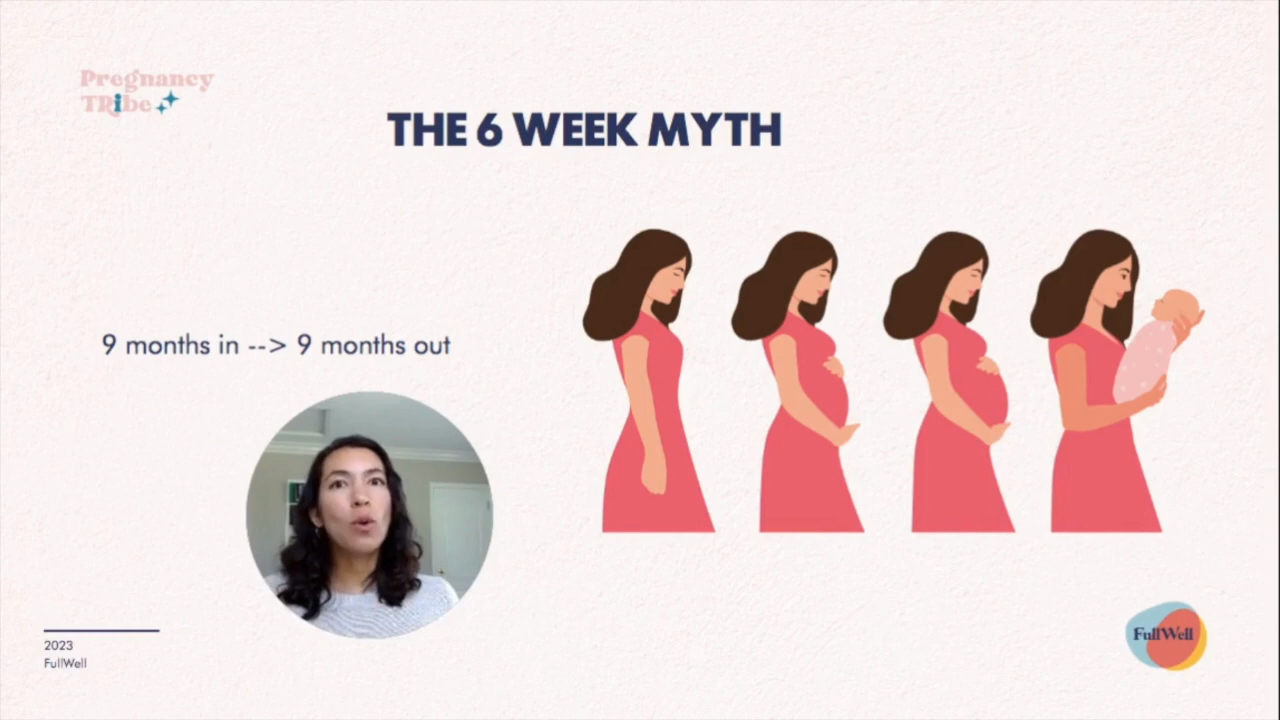 Pregnancy
TRibe
THE 6 WEEK MYTH
9 months in --> 9 months out
2023
FullWell
FullWell